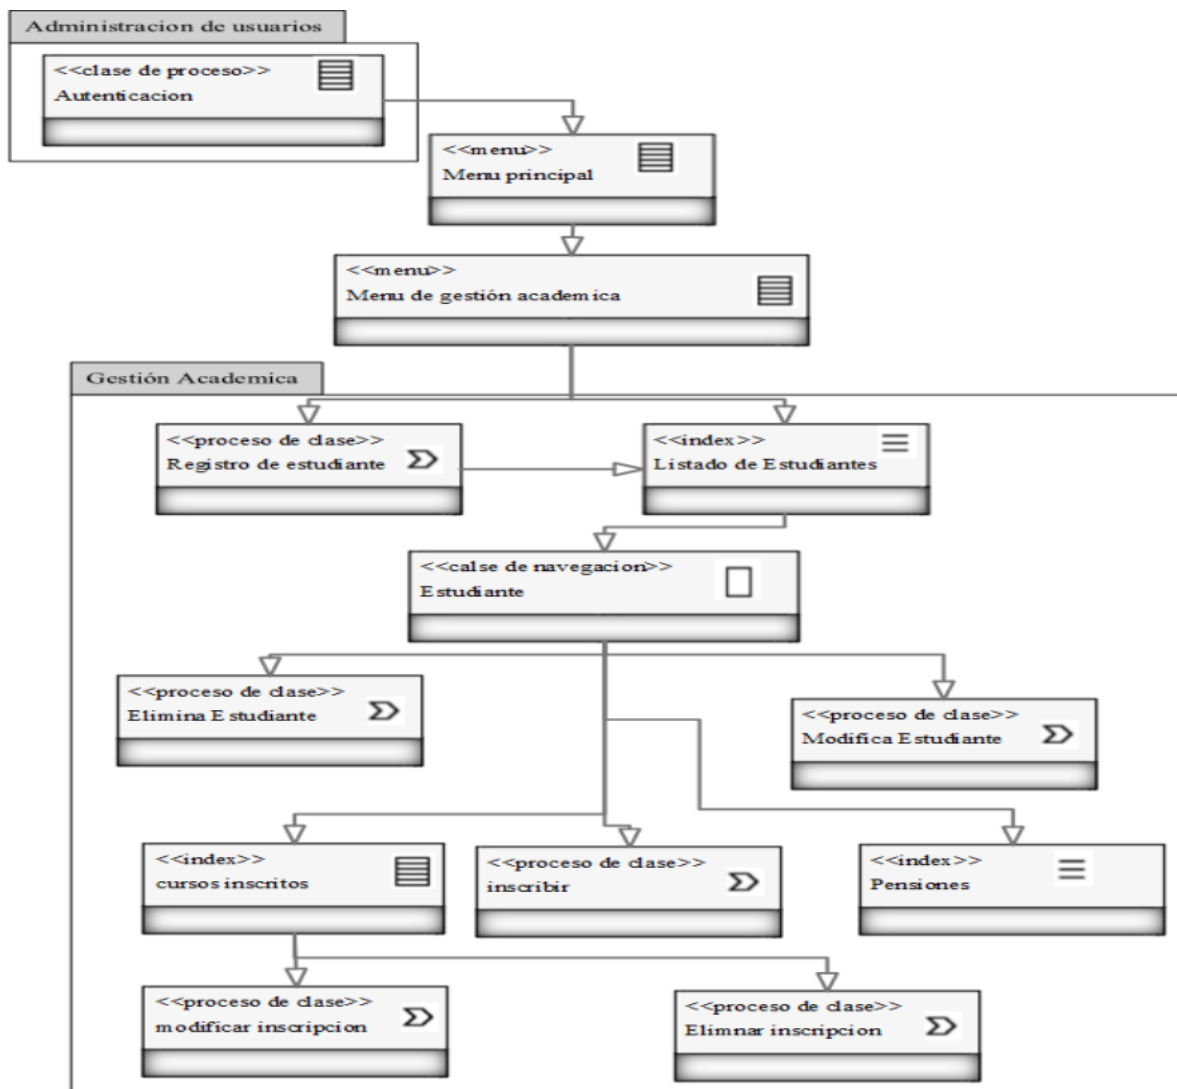 Administracion de usuarios
<<clase de proceso>>
Autenticacion
<<menu>>
Menu principal
<<menu>>
Menu de gestión academica
Gestión Academica
<<proceso de clase>>
Registro de estudiante
<<index>>
Listado de Estudiantes
<<calse de navegacion>>
Estudiante
<<proceso de clase>>
Elimina Estudiante
<<proceso de clase>>
Modifica Estudiante
<<index>>
cursos inscritos
<<proceso de clase>>
inscribir
<<index>>
Pensiones
<<proceso de clase>>
modificar inscripcion
<<proceso de clase>>
Elimnar inscripcion